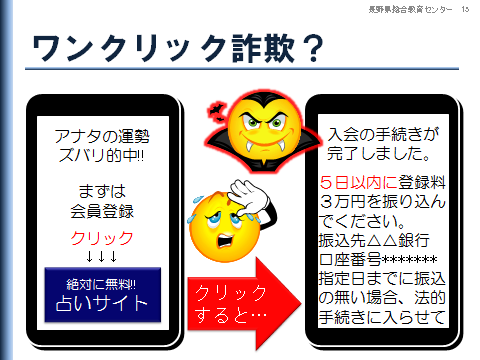 長野県総合教育センター 15
ワンクリック詐欺？
アナタの運勢
ズバリ的中!!
まずは
会員登録
クリック
↓↓↓
絶対に無料!!
占いサイト
クリック
すると…
入会の手続きが
完了しました。
５日以内に登録料
３万円を振り込ん
でください。
振込先△△銀行
口座番号*******
指定日までに振込
の無い場合、法的
手続きに入らせて